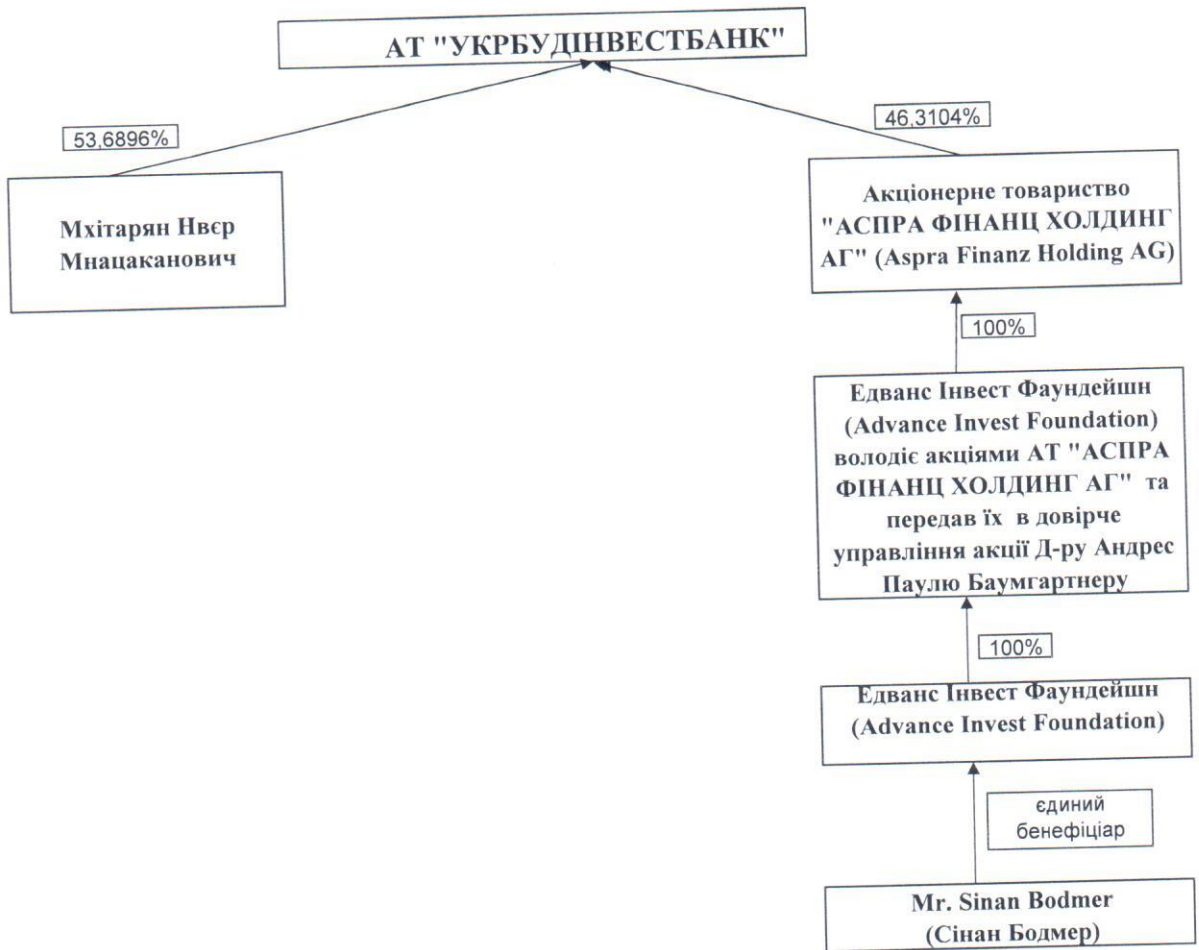 АТ "УКРБУДІНВЕСТБАНК"
53,6896%
46,3104%
Мхітарян Нвєр
Мнацаканович
Акціонерне товариство
"АСПРА ФІНАНЦ ХОЛДИНГ
АГ" (Aspra Finanz Holding AG)
100%
Едванс Інвест Фаундейшн
(Advance Invest Foundation)
володіє акціями АТ "АСПРА
ФІНАНЦ ХОЛДИНГ АГ" та
передав їх в довірче
управління акції Д-ру Андрес
Паулю Баумгартнеру
100%
Едванс Інвест Фаундейшн
(Advance Invest Foundation)
єдиний
бенефіціар
Mr. Sinan Bodmer
(Сінан Бодмер)